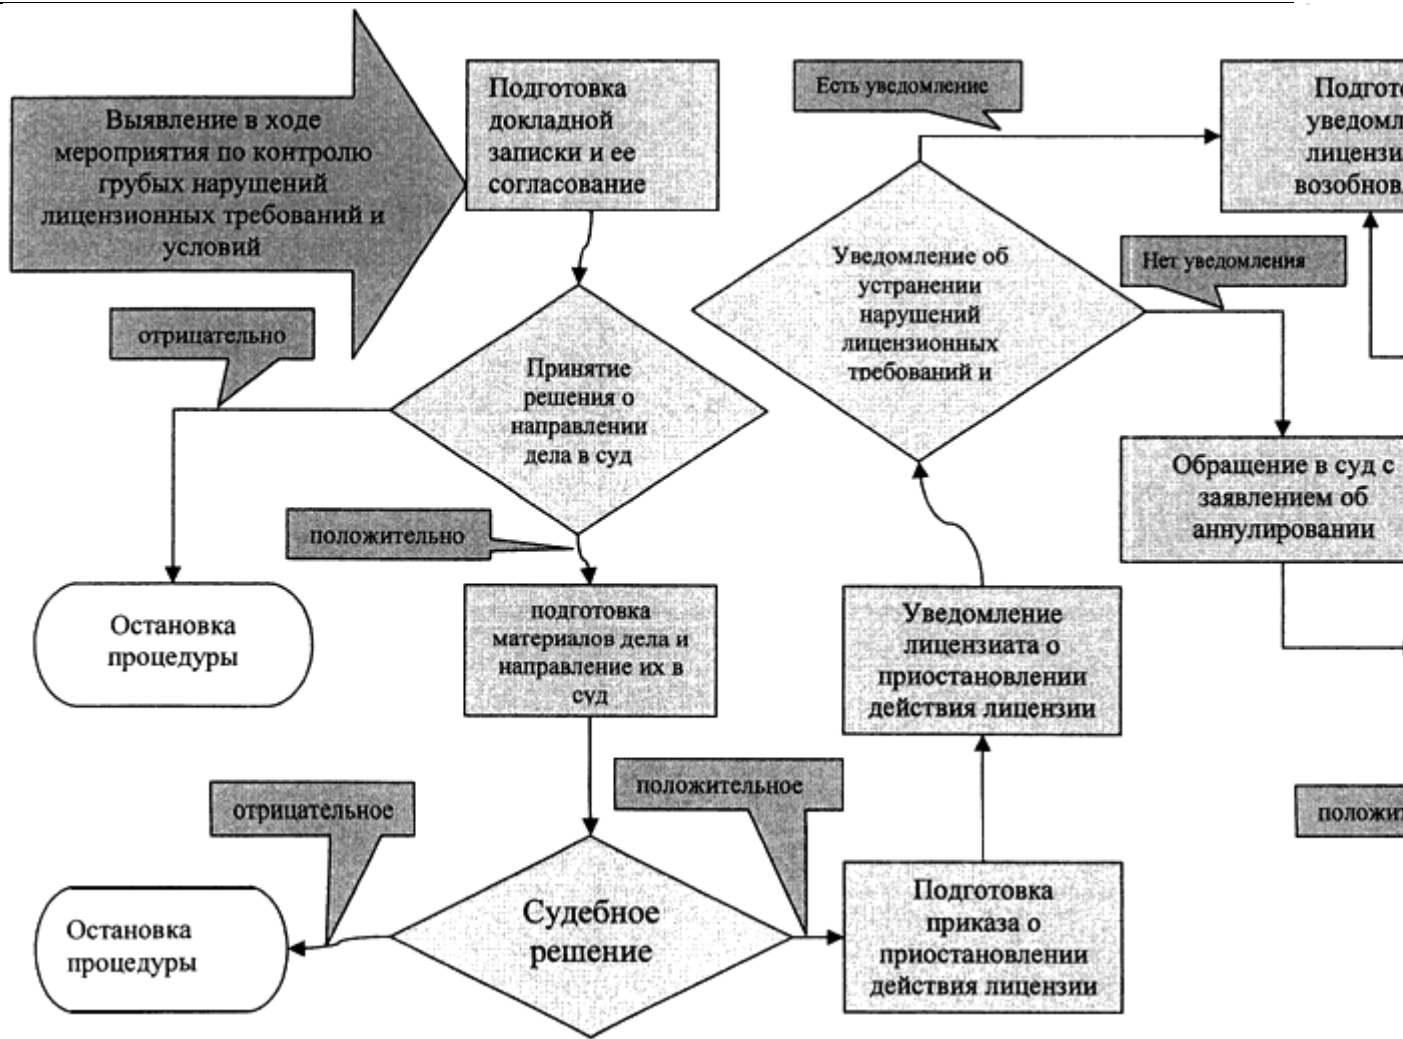 Выявление в ходе
мероприятия по контролю
грубых нарушений
лицензионных требований и
условий
Подготовка
докладной
записки и ее
согласование
отрицательно
Принятие
решения о
направлении
дела в суд
положительно
Остановка
процедуры
подготовка
материалов дела и
направление их в
суд
отрицательное
положительное
Остановка
процедуры
Судебное
решение
Подготовка
приказа о
приостановлении
действия лицензии
Уведомление
лицензиата о
приостановлении
действия лицензии
Уведомление об
устранении
нарушений
лицензионных
требований и
Есть уведомление
Нет уведомления
Подгото
уведомл
лицензи
возобнов
Обращение в суд с
заявлением об
аннулировании
положит